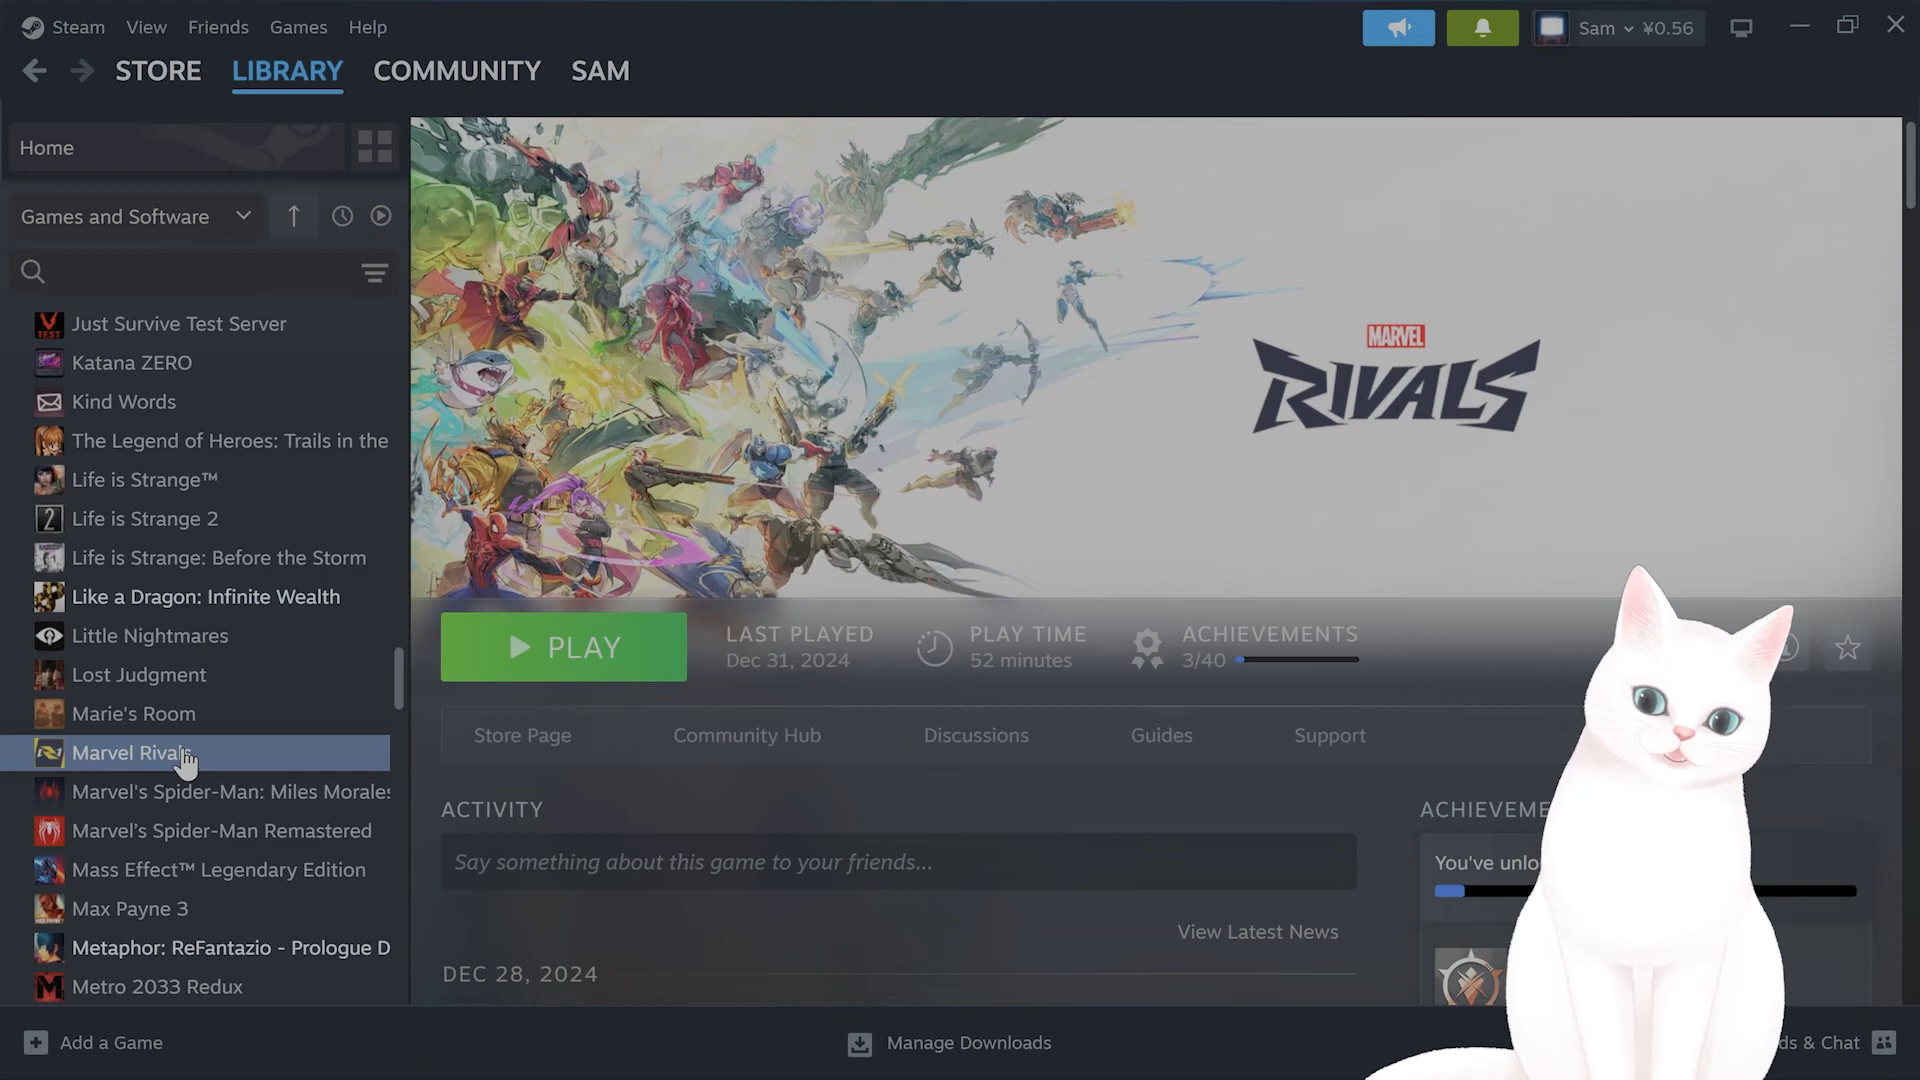 Steam View Friends Games Help
Sam ¥0.56
STORE LIBRARY COMMUNITY SAM
Home
Games and Software
Just Survive Test Server
TEST
Katana ZERO
Kind Words
The Legend of Heroes: Trails in the
Life is Strange™
2 Life is Strange 2
Life is Strange: Before the Storm
Like a Dragon: Infinite Wealth
Little Nightmares
Lost Judgment
Marie's Room
Marvel Rivals
Marvel's Spider-Man: Miles Morales
Marvel's Spider-Man Remastered
Mass Effect™ Legendary Edition
Max Payne 3
Metaphor: ReFantazio - Prologue D
Metro 2033 Redux
Add a Game
MARVEL
RIVALS
PLAY
LAST PLAYED
Dec 31, 2024
PLAY TIME
52 minutes
ACHIEVEMENTS
3/40
Store Page Community Hub Discussions Guides Support
ACTIVITY
Say something about this game to your friends...
View Latest News
DEC 28, 2024
ACHIEVEME
You've unlo
Manage Downloads
ds & Chat